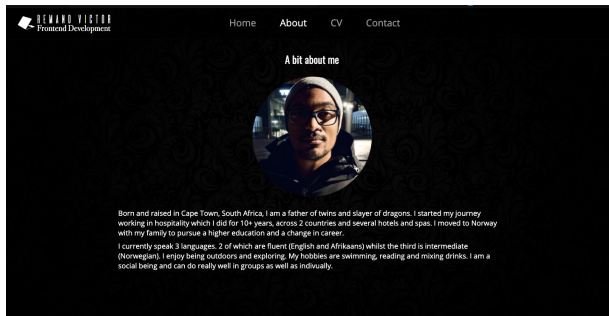 REMAND VICTOR
Frontend Development
Home About CV Contact
A bit about me
Born and raised in Cape Town, South Africa, I am a father of twins and slayer of dragons. I started my journey
working in hospitality which I did for 10+ years, across 2 countries and several hotels and spas. I moved to Norway
with my family to pursue a higher education and a change in career.
I currently speak 3 languages. 2 of which are fluent (English and Afrikaans) whilst the third is intermediate
(Norwegian). I enjoy being outdoors and exploring. My hobbies are swimming, reading and mixing drinks. I am a
social being and can do really well in groups as well as indivually.